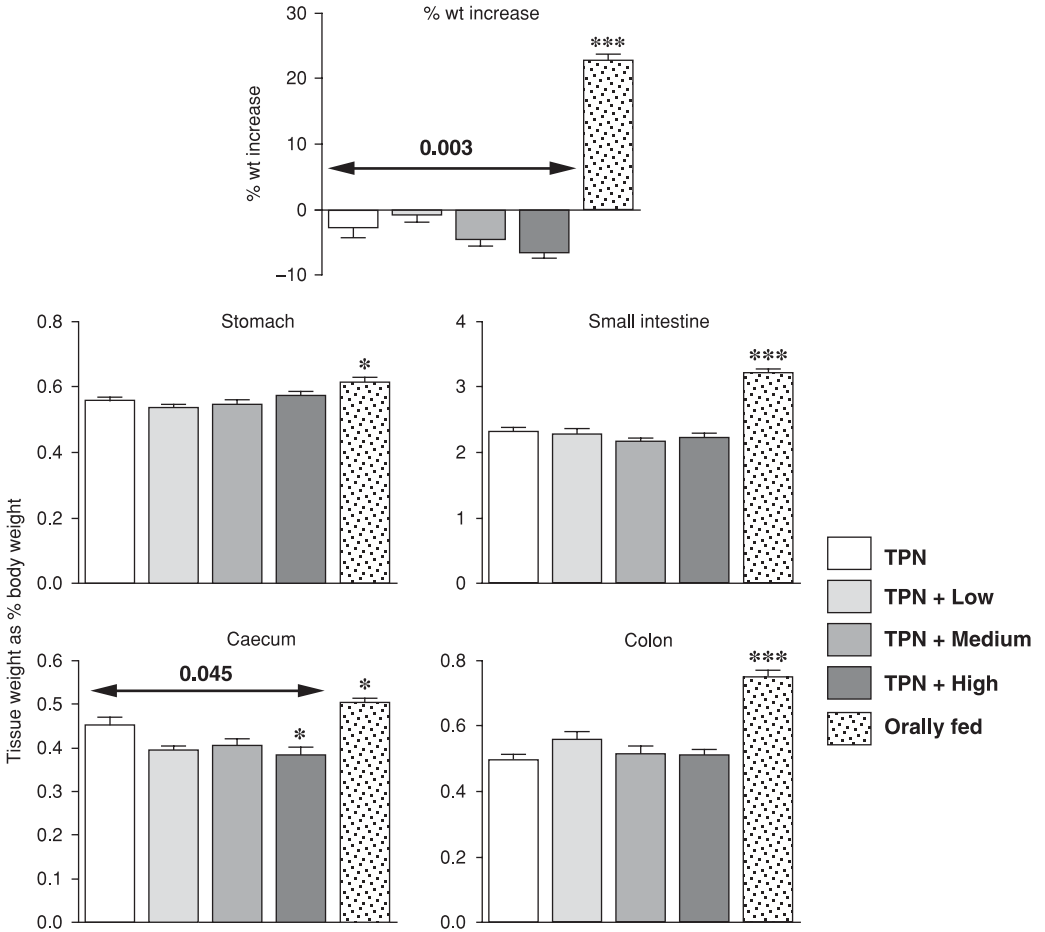 % wt increase
% wt increase
30
20
10
0
−10
0.003
***
Tissue weight as % body weight
Stomach
0.8
0.6
0.4
0.2
0.0
*
Small intestine
4
3
2
1
0
***
Caecum
0.6
0.5
0.4
0.3
0.2
0.1
0.0
0.045
*
*
Colon
0.8
0.6
0.4
0.2
0.0
***
TPN
TPN + Low
TPN + Medium
TPN + High
Orally fed